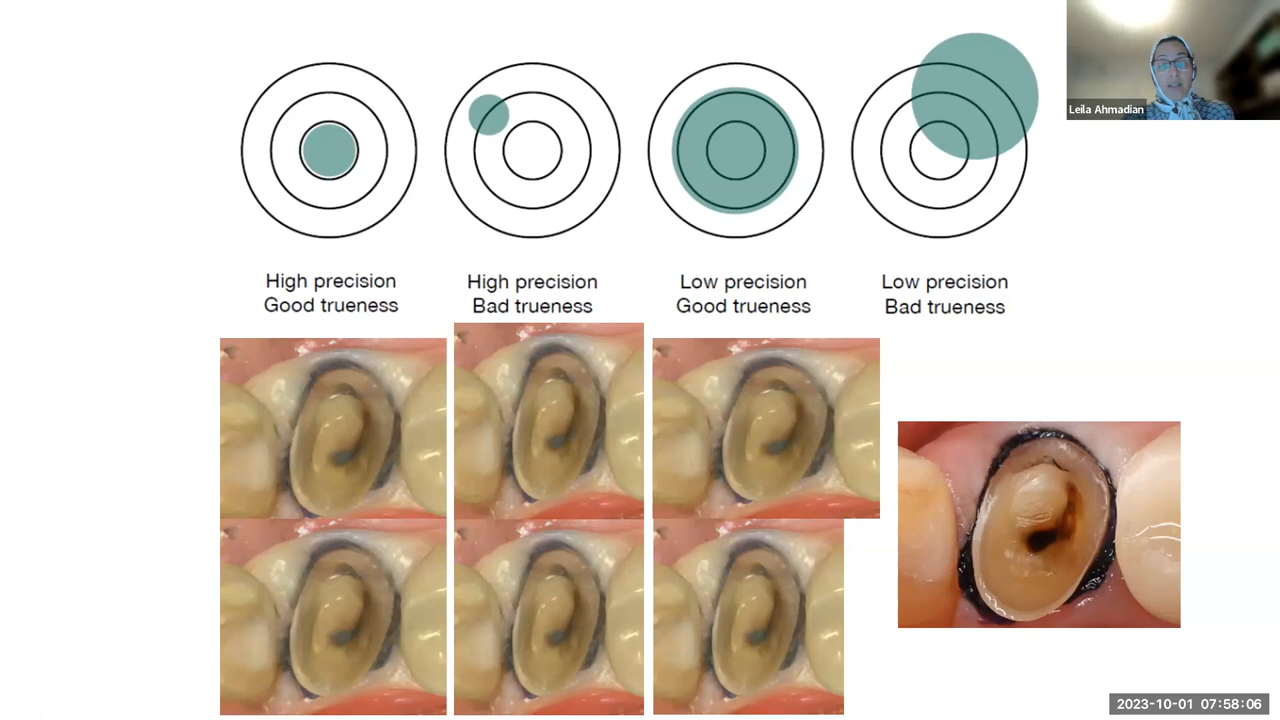 Leila Ahmadian
High precision
Good trueness
High precision
Bad trueness
Low precision
Good trueness
Low precision
Bad trueness
2023-10-01 07:58:06